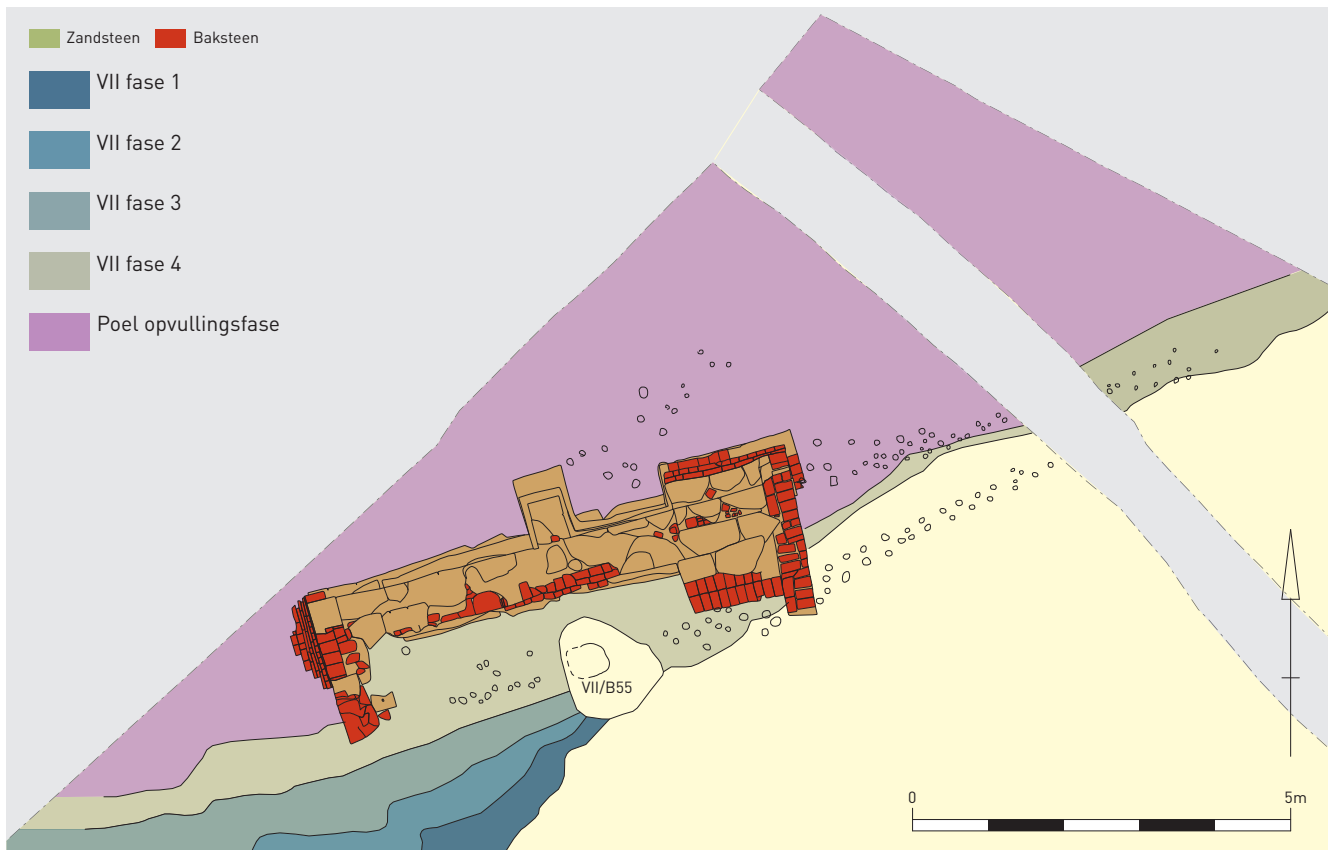 Zandsteen Baksteen
VII fase 1
VII fase 2
VII fase 3
VII fase 4
Poel opvullingsfase
VII/B55
0 5m